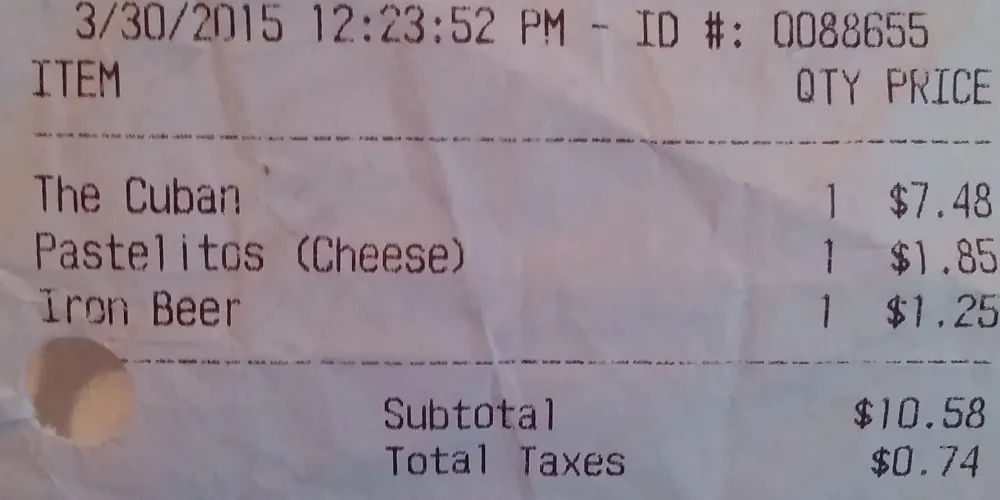 3/30/2015 12:23:52 PM - ID #: 0088655
ITEM QTY PRICE
The Cuban 1 $7.48
Pastelitos (Cheese) 1 $1.85
Iron Beer 1 $1.25
Subtotal $10.58
Total Taxes $0.74